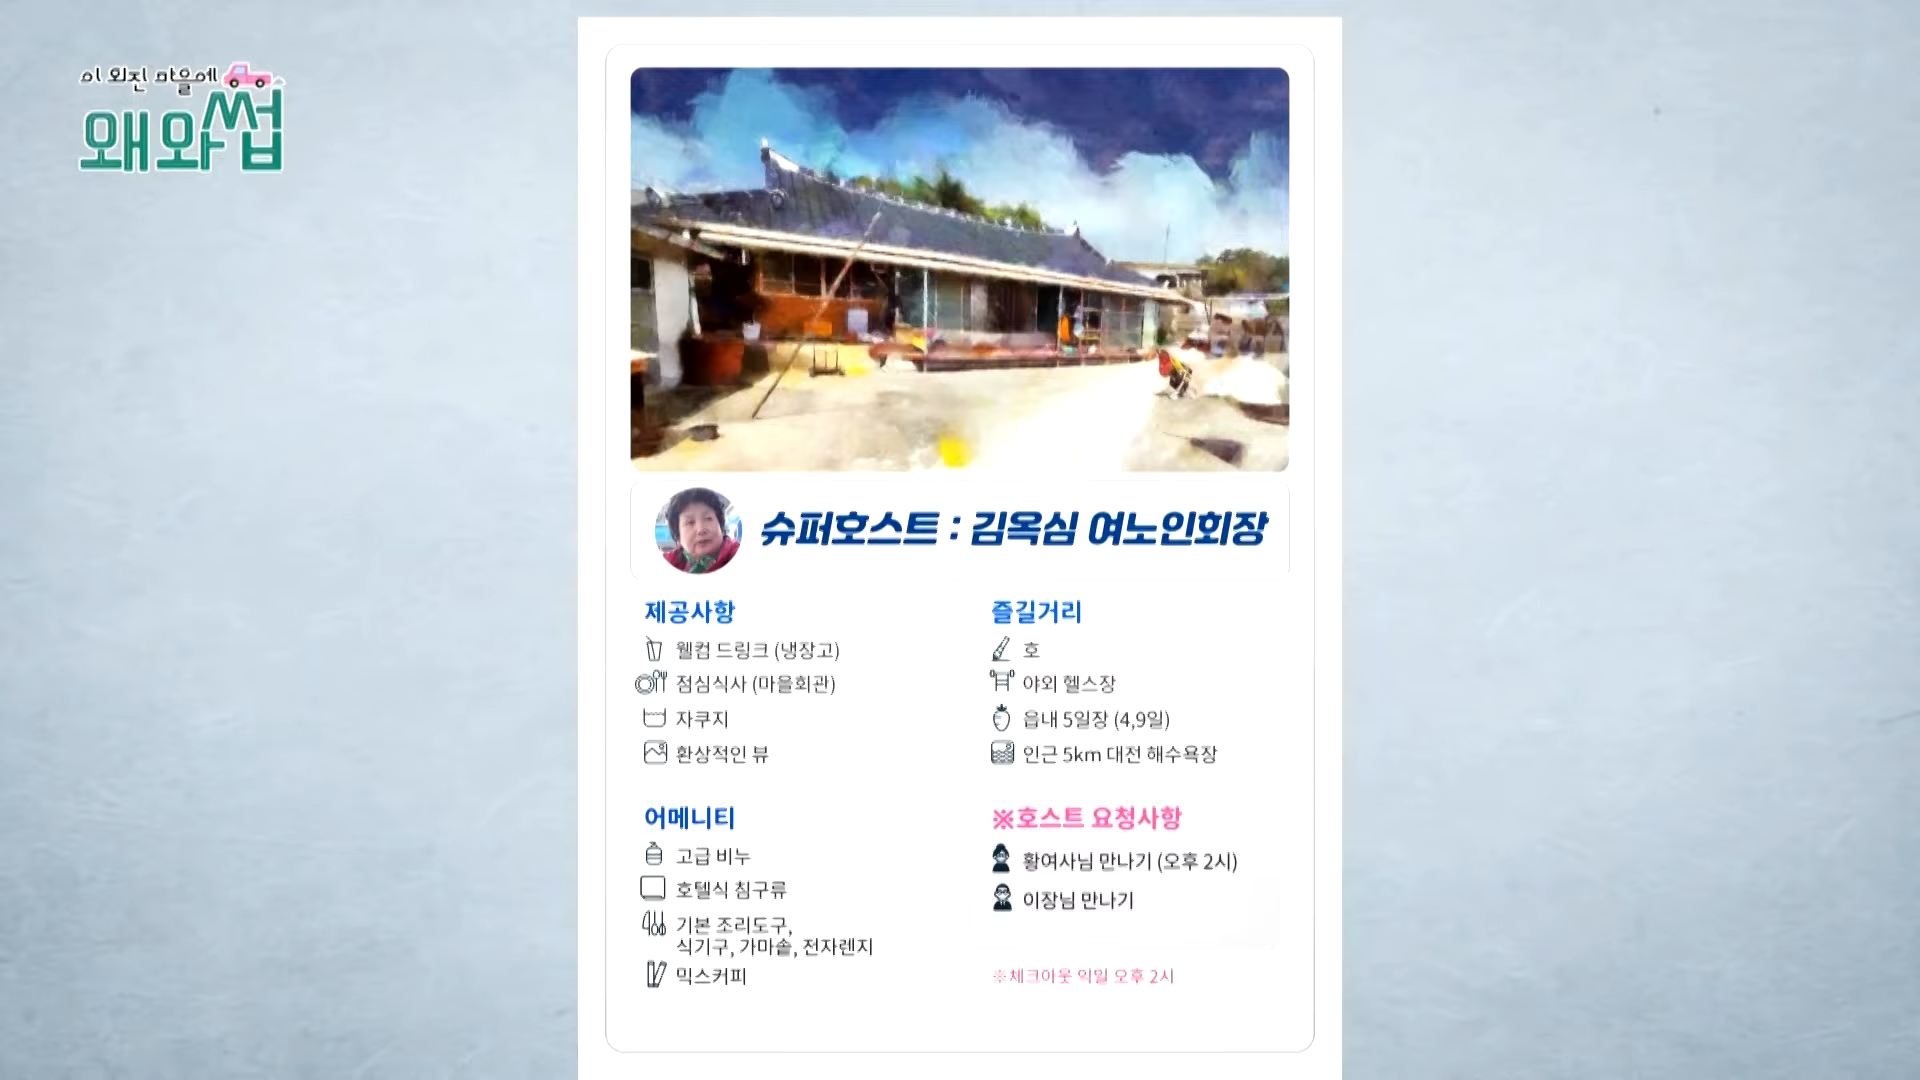 이 외진 마을에
왜와썹
슈퍼호스트 : 김옥심 여노인회장
제공사항
웰컴 드링크 (냉장고)
점심식사 (마을회관)
자쿠지
환상적인 뷰
즐길거리
호
야외 헬스장
읍내 5일장 (4,9일)
인근 5km 대전 해수욕장
어메니티
고급 비누
호텔식 침구류
기본 조리도구,
식기구, 가마솥, 전자렌지
믹스커피
※호스트 요청사항
황여사님 만나기 (오후 2시)
이장님 만나기
※체크아웃 익일 오후 2시